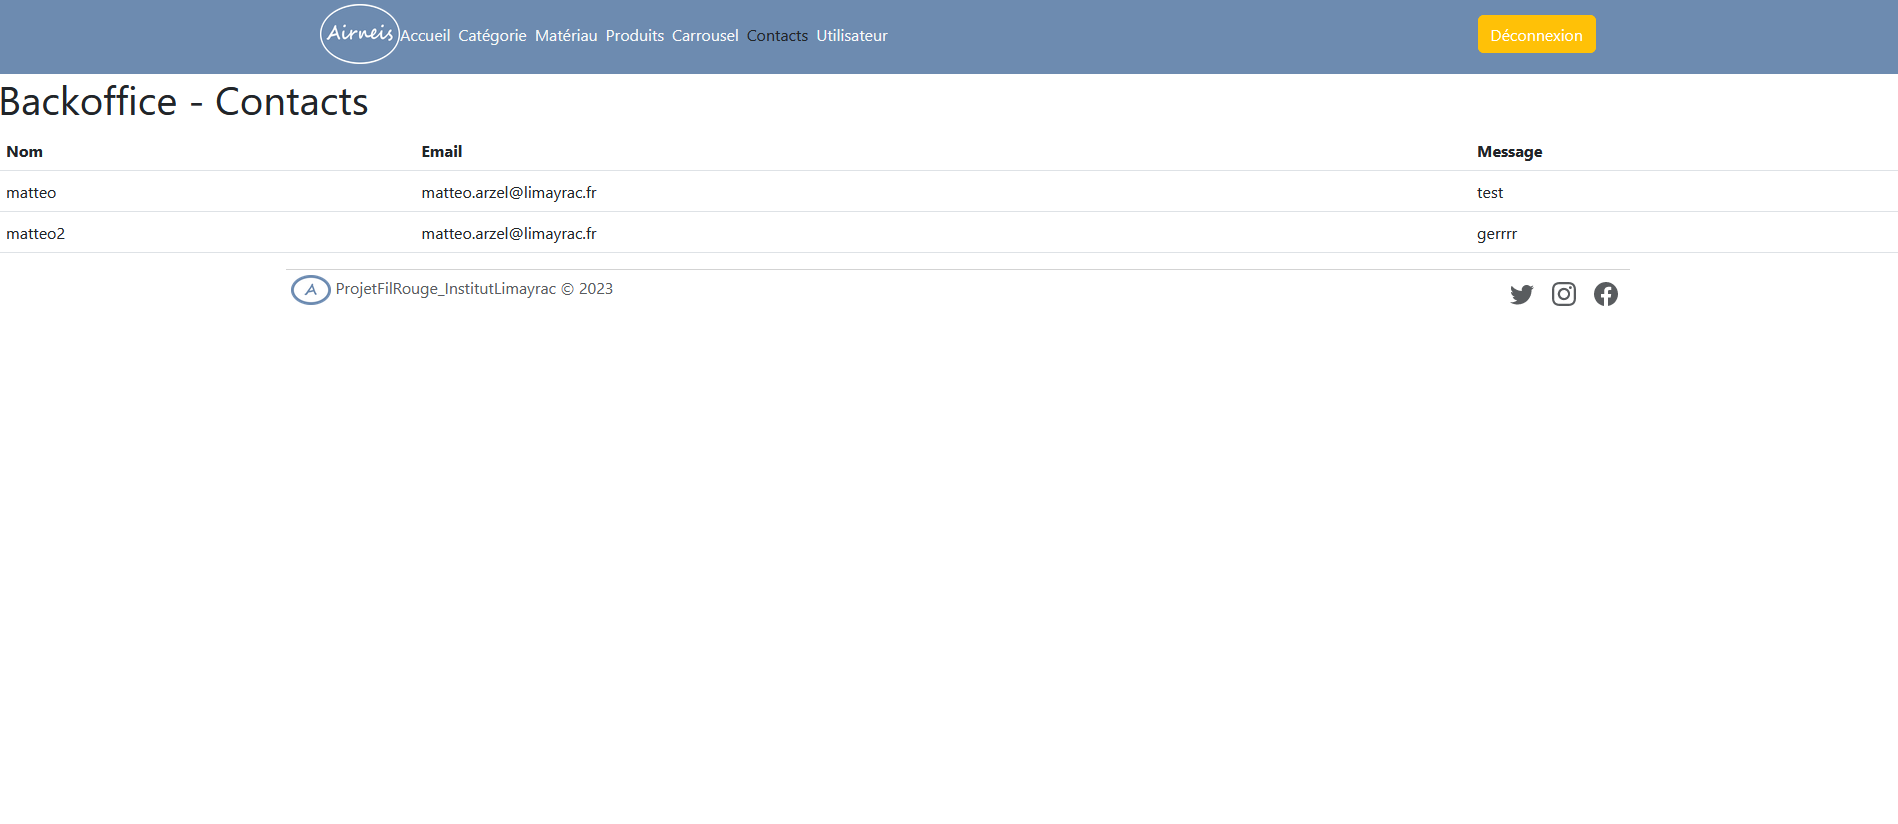 Airneis Accueil Catégorie Matériau Produits Carrousel Contacts Utilisateur Déconnexion
Backoffice - Contacts
Nom Email Message
matteo matteo.arzel@limayrac.fr test
matteo2 matteo.arzel@limayrac.fr gerrrr
A ProjetFilRouge_InstitutLimayrac © 2023